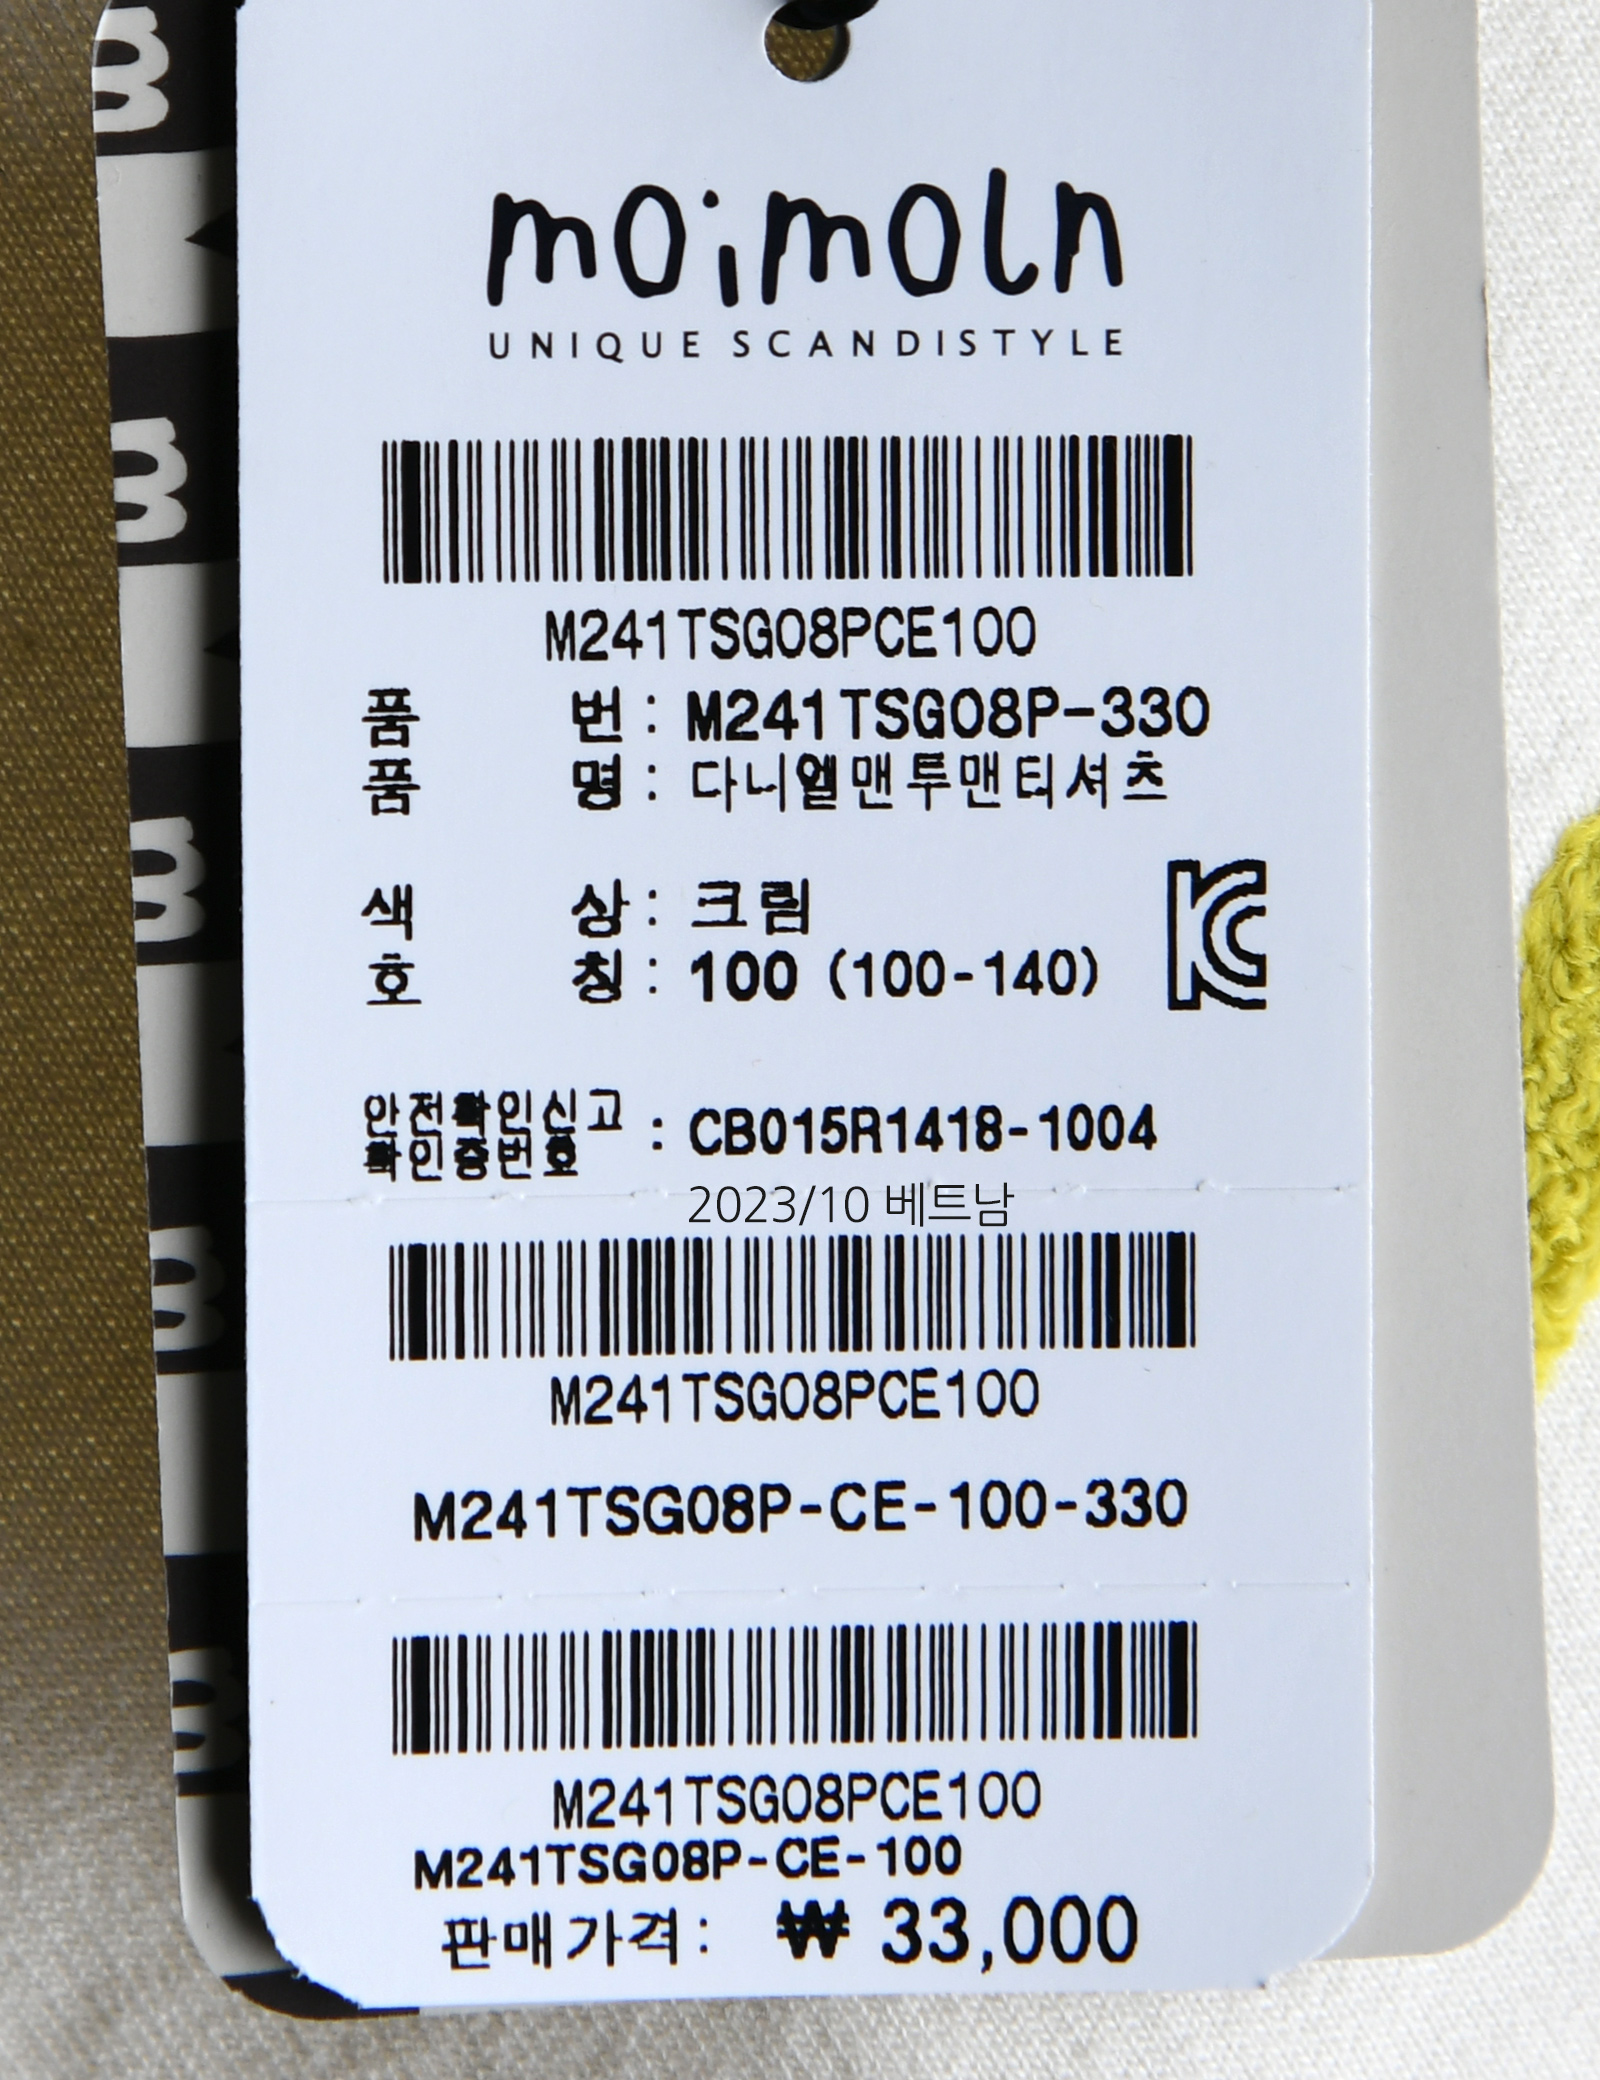 moimoln
UNIQUE SCANDISTYLE
M241TSG08PCE100
품 번 : M241TSG08P-330
품 명 : 다니엘맨투맨티셔츠
색 상 : 크림
호 칭 : 100 (100-140)
안전확인신고
확인증번호 : CB015R1418-1004
2023/10 베트남
M241TSG08PCE100
M241TSG08P-CE-100-330
M241TSG08PCE100
M241TSG08P-CE-100
판매가격: ₩ 33,000